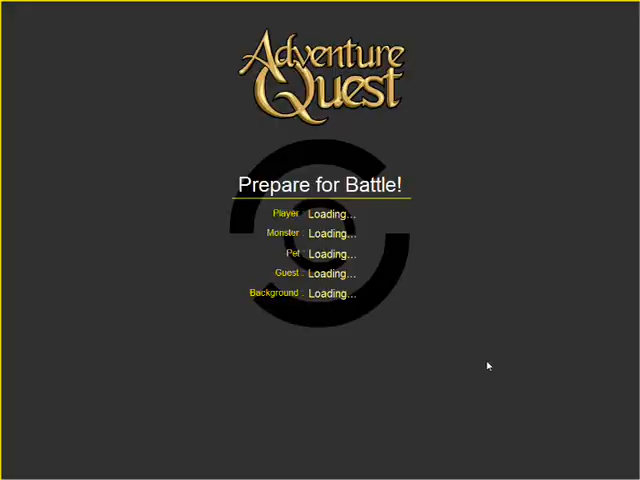 Adventure
Quest
Prepare for Battle!
Player : Loading...
Monster : Loading...
Pet : Loading...
Guest : Loading...
Background : Loading...